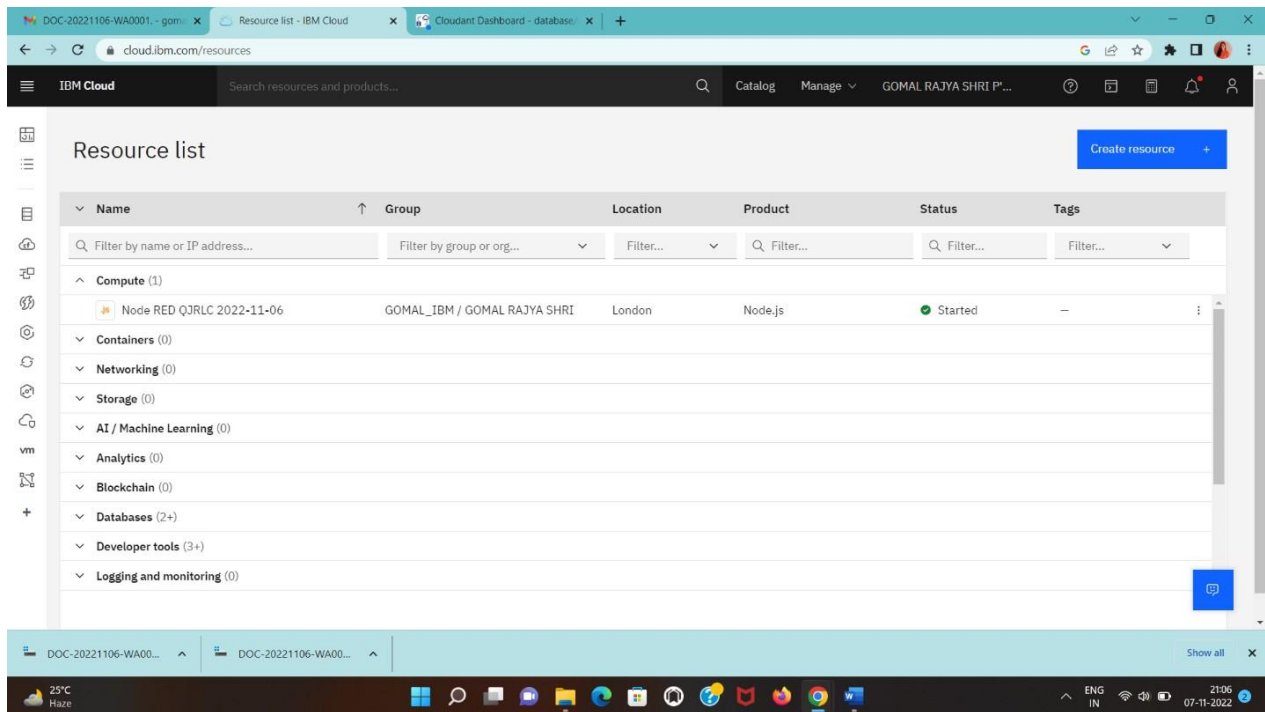 DOC-20221106-WA0001. - goma
Resource list - IBM Cloud
Cloudant Dashboard - database/
cloud.ibm.com/resources
IBM Cloud
Search resources and products...
Catalog
Manage
GOMAL RAJYA SHRI P'...
Resource list
Create resource +
Name Group Location Product Status Tags
Filter by name or IP address... Filter by group or org... Filter... Filter... Filter... Filter...
Compute (1)
Node RED QJRLC 2022-11-06 GOMAL_IBM / GOMAL RAJYA SHRI London Node.js Started –
Containers (0)
Networking (0)
Storage (0)
AI / Machine Learning (0)
vm
Analytics (0)
Blockchain (0)
Databases (2+)
Developer tools (3+)
Logging and monitoring (0)
DOC-20221106-WA00... DOC-20221106-WA00... Show all
25°C
Haze
ENG
IN
21:06
07-11-2022
2